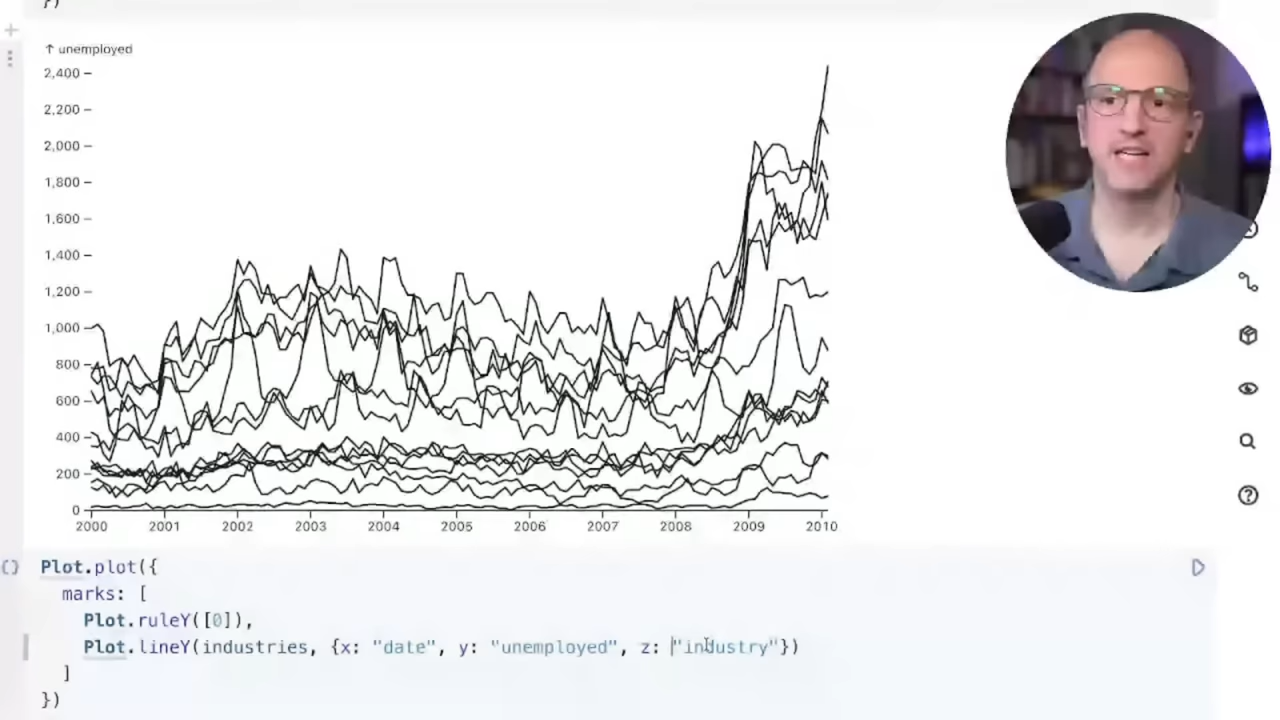 })
↑ unemployed
2,400
2,200
2,000
1,800
1,600
1,400
1,200
1,000
800
600
400
200
0
2000 2001 2002 2003 2004 2005 2006 2007 2008 2009 2010
Plot.plot({
marks: [
Plot.ruleY([0]),
Plot.lineY(industries, {x: "date", y: "unemployed", z: "industry"})
]
})